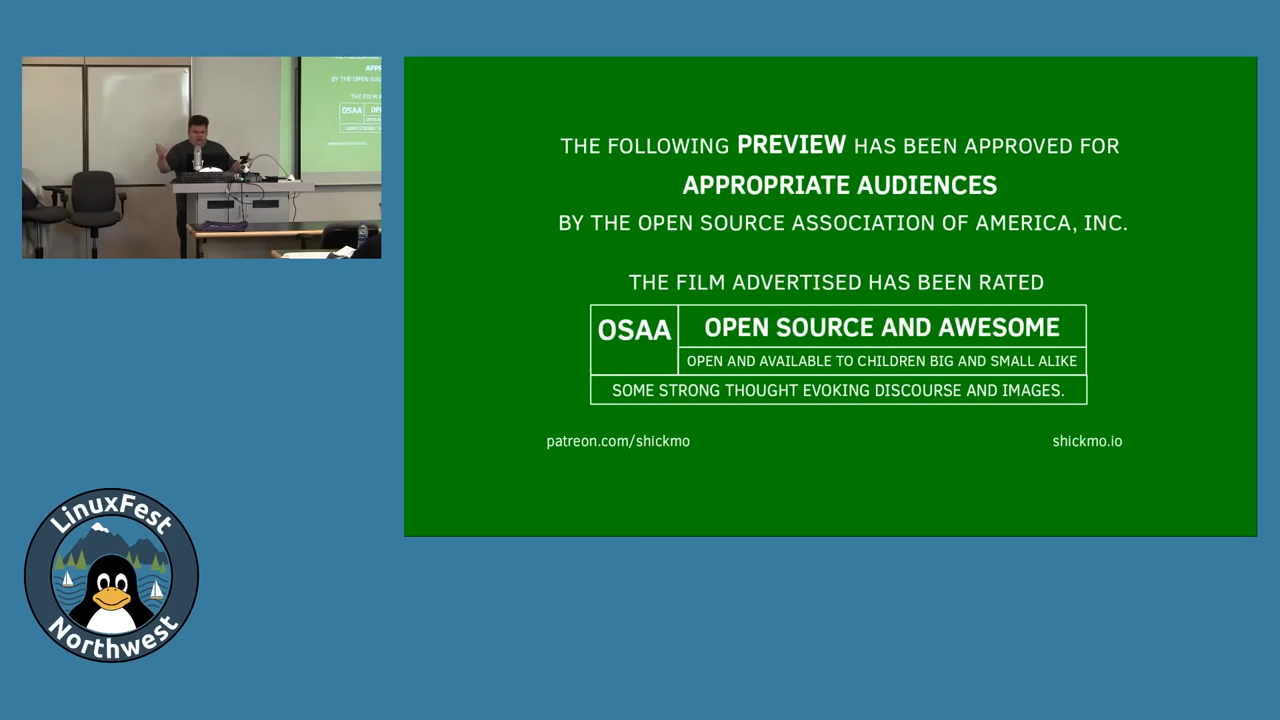 THE FOLLOWING PREVIEW HAS BEEN APPROVED FOR
APPROPRIATE AUDIENCES
BY THE OPEN SOURCE ASSOCIATION OF AMERICA, INC.
THE FILM ADVERTISED HAS BEEN RATED
OSAA
OPEN SOURCE AND AWESOME
OPEN AND AVAILABLE TO CHILDREN BIG AND SMALL ALIKE
SOME STRONG THOUGHT EVOKING DISCOURSE AND IMAGES.
patreon.com/shickmo
shickmo.io
LinuxFest
Northwest